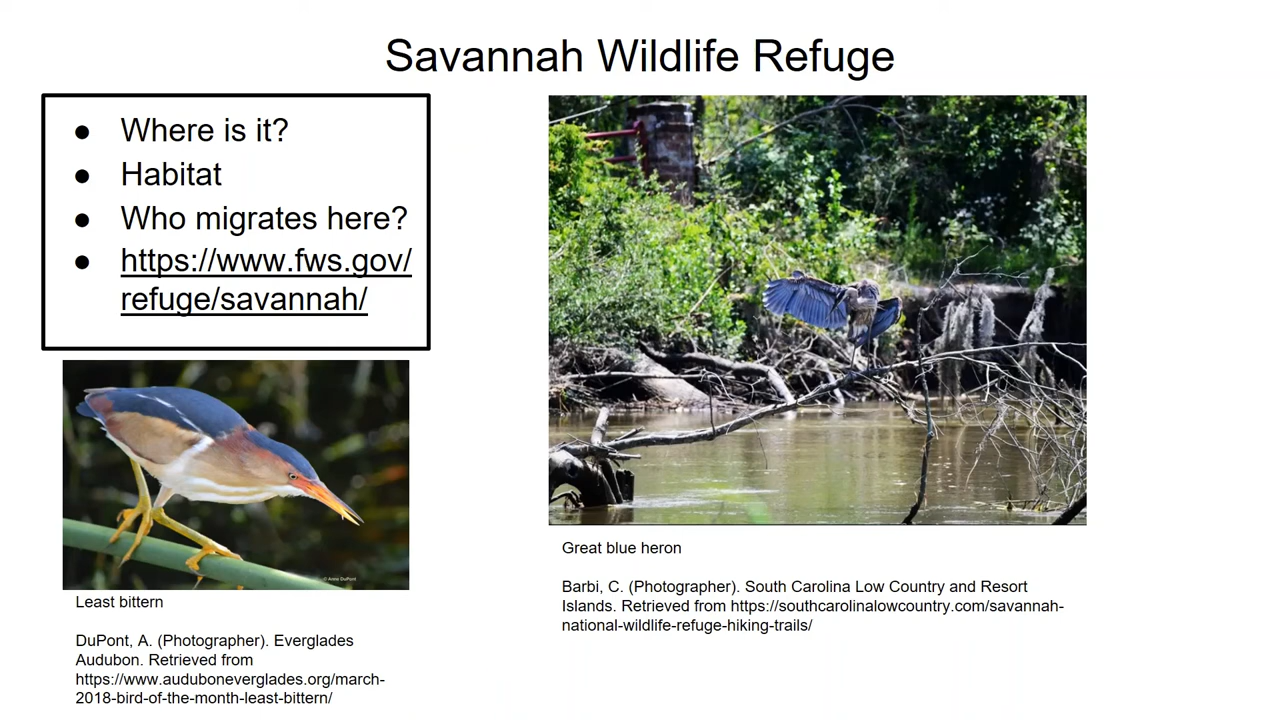 Savannah Wildlife Refuge
● Where is it?
● Habitat
● Who migrates here?
● https://www.fws.gov/
refuge/savannah/
© Anne DuPont
Least bittern
DuPont, A. (Photographer). Everglades
Audubon. Retrieved from
https://www.auduboneverglades.org/march-
2018-bird-of-the-month-least-bittern/
Great blue heron
Barbi, C. (Photographer). South Carolina Low Country and Resort
Islands. Retrieved from https://southcarolinalowcountry.com/savannah-
national-wildlife-refuge-hiking-trails/